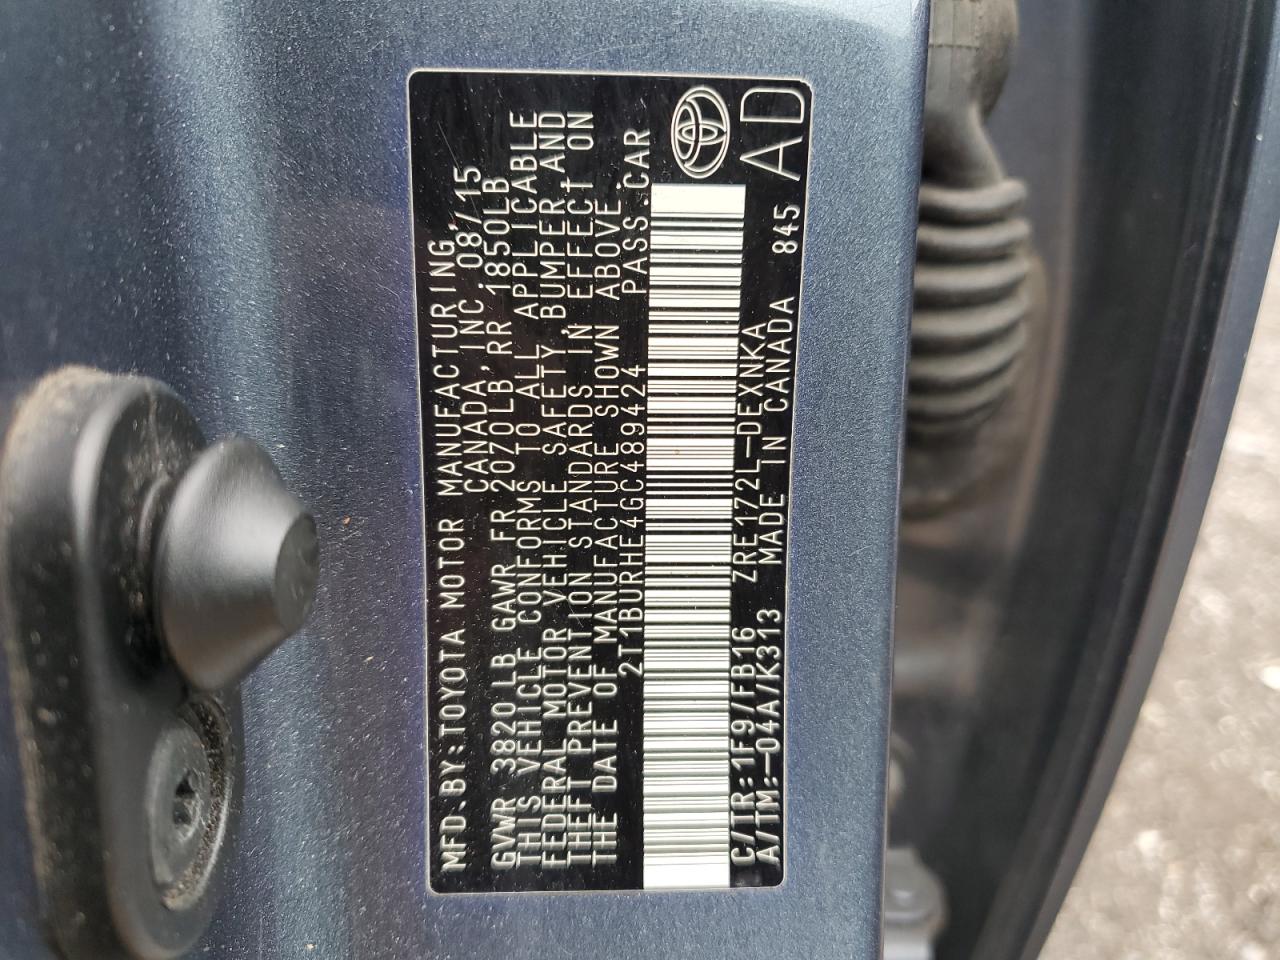 MFD.BY:TOYOTA MOTOR MANUFACTURING,
CANADA,INC. 08/15
GVWR 3820LB GAWR FR 2070LB,RR 1850LB
THIS VEHICLE CONFORMS TO ALL APPLICABLE
FEDERAL MOTOR VEHICLE SAFETY,BUMPER,AND
THEFT PREVENTION STANDARDS IN EFFECT ON
THE DATE OF MANUFACTURE SHOWN ABOVE.
2T1BURHE4GC489424 PASS.CAR
C/TR:1F9/FB16 ZRE172L-DEXNKA
A/TM:-04A/K313 MADE IN CANADA 845
AD